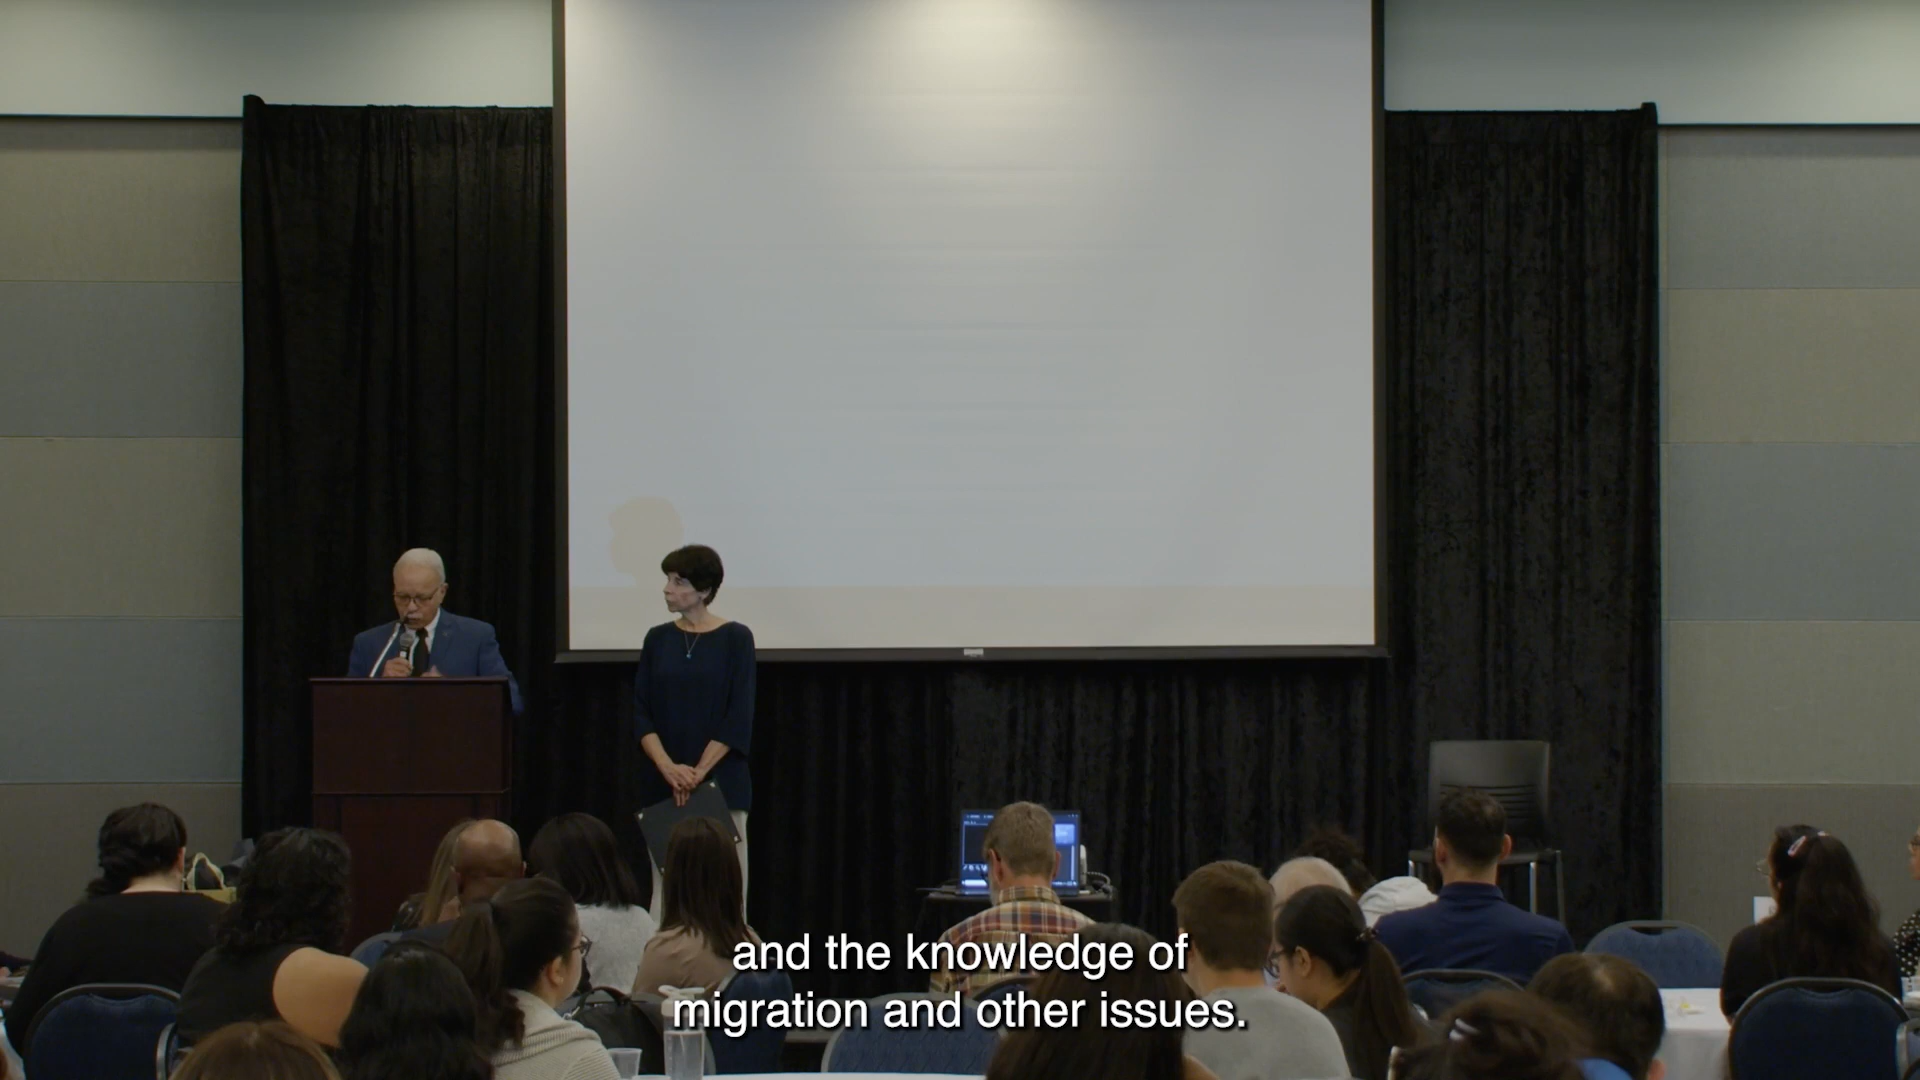 and the knowledge of
migration and other issues.